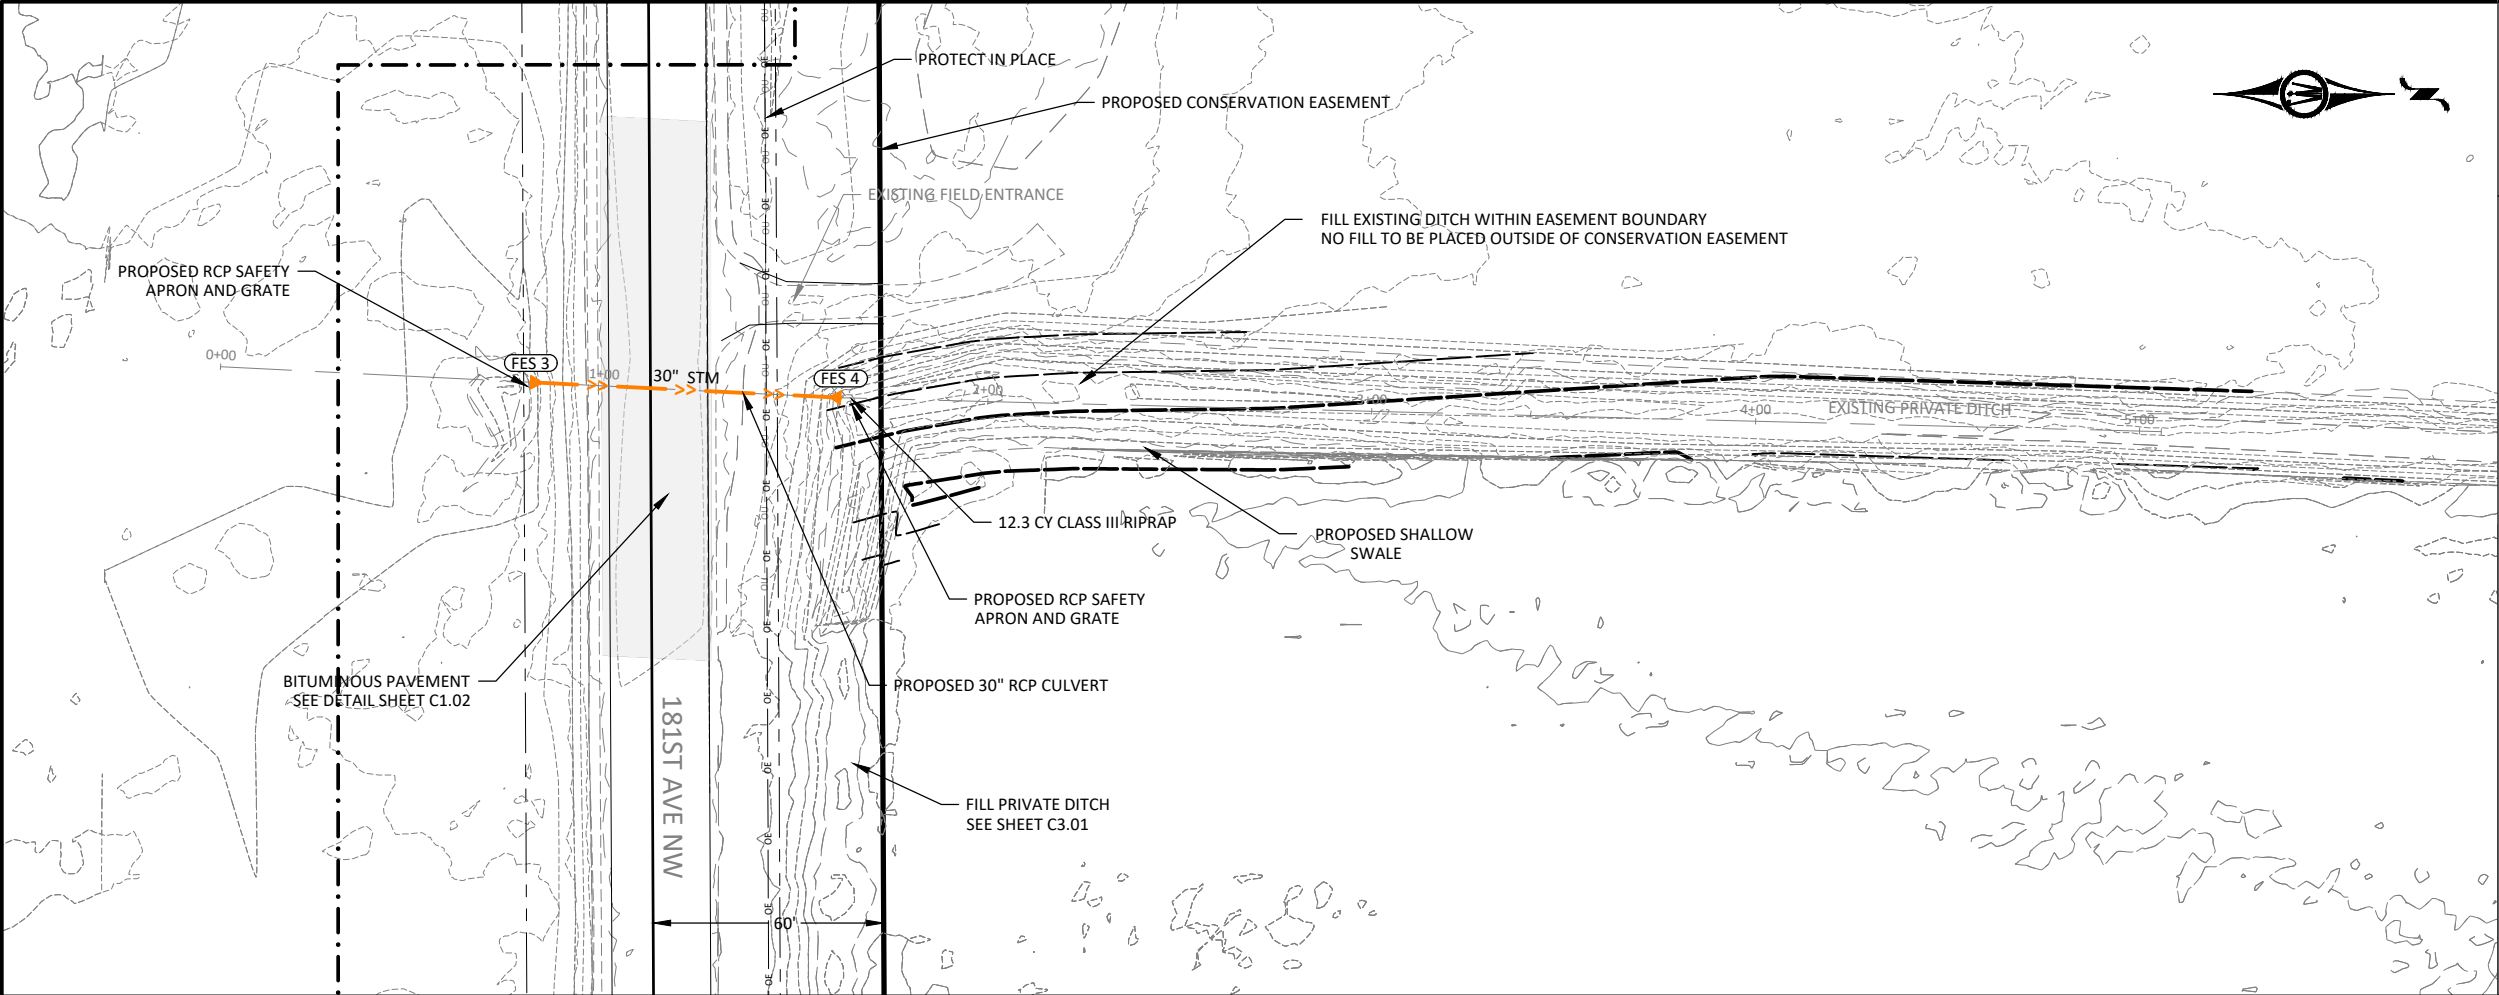 PROTECT IN PLACE
PROPOSED CONSERVATION EASEMENT
EXISTING FIELD ENTRANCE
FILL EXISTING DITCH WITHIN EASEMENT BOUNDARY
NO FILL TO BE PLACED OUTSIDE OF CONSERVATION EASEMENT
PROPOSED RCP SAFETY
APRON AND GRATE
0+00
FES 3
1+00
30" STM
FES 4
2+00
3+00
4+00
EXISTING PRIVATE DITCH
5+00
12.3 CY CLASS III RIPRAP
PROPOSED SHALLOW
SWALE
PROPOSED RCP SAFETY
APRON AND GRATE
BITUMINOUS PAVEMENT
SEE DETAIL SHEET C1.02
PROPOSED 30" RCP CULVERT
181ST AVE NW
FILL PRIVATE DITCH
SEE SHEET C3.01
60'
N
OE
OU